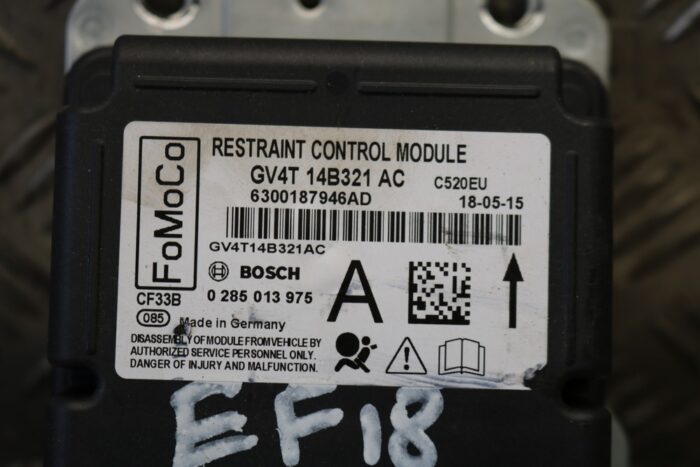 FoMoCo
RESTRAINT CONTROL MODULE
GV4T 14B321 AC C520EU
6300187946AD 18-05-15
GV4T14B321AC
BOSCH
A
CF33B 0 285 013 975
085 Made in Germany
DISASSEMBLY OF MODULE FROM VEHICLE BY
AUTHORIZED SERVICE PERSONNEL ONLY.
DANGER OF INJURY AND MALFUNCTION.
EF18